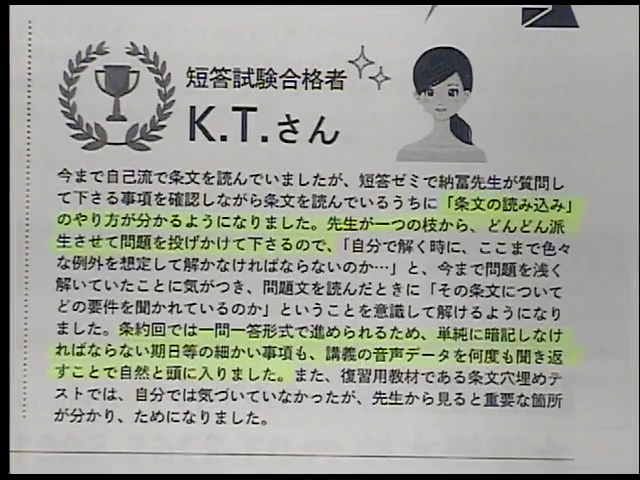 短答試験合格者
K.T.さん
今まで自己流で条文を読んでいましたが、短答ゼミで納冨先生が質問し
て下さる事項を確認しながら条文を読んでいるうちに「条文の読み込み」
のやり方が分かるようになりました。先生が一つの枝から、どんどん派
生させて問題を投げかけて下さるので、「自分で解く時に、ここまで色々
な例外を想定して解かなければならないのか…」と、今まで問題を浅く
解いていたことに気がつき、問題文を読んだときに「その条文について
どの要件を聞かれているのか」ということを意識して解けるようになり
ました。条約回では一問一答形式で進められるため、単純に暗記しなけ
ればならない期日等の細かい事項も、講義の音声データを何度も聞き返
すことで自然と頭に入りました。また、復習用教材である条文穴埋めテ
ストでは、自分では気づいていなかったが、先生から見ると重要な箇所
が分かり、ためになりました。